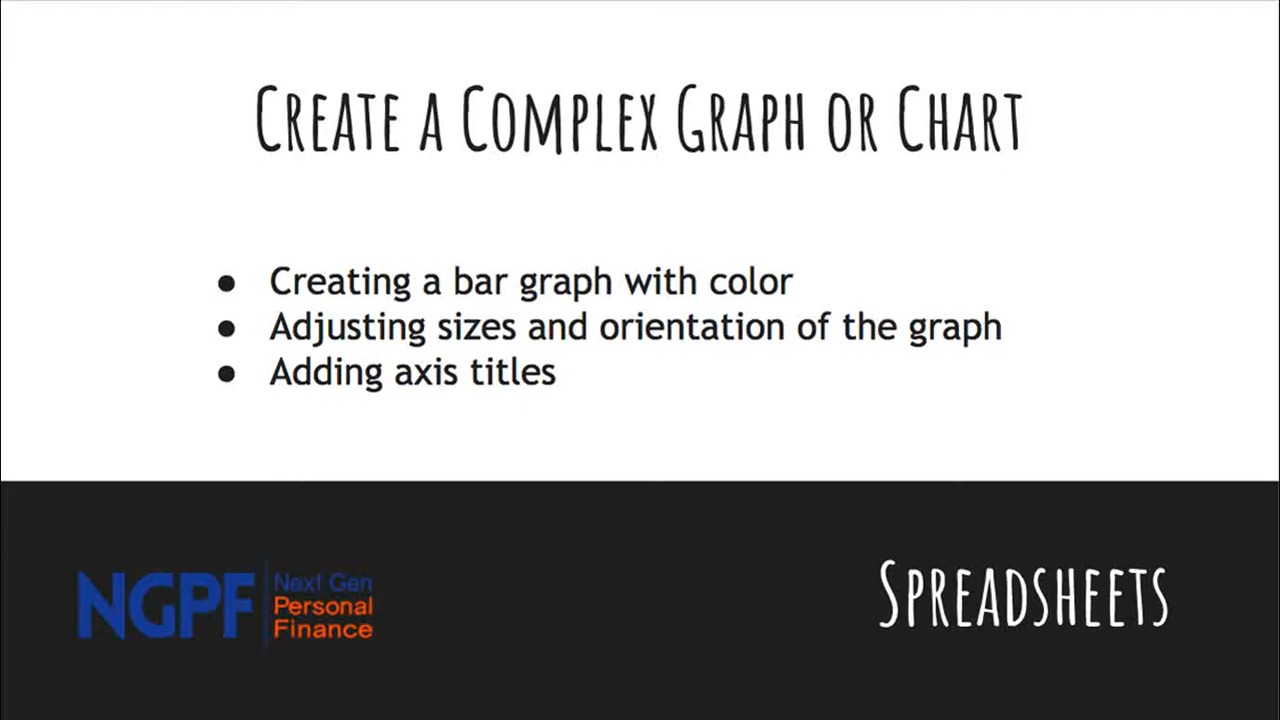 Create a Complex Graph or Chart
● Creating a bar graph with color
● Adjusting sizes and orientation of the graph
● Adding axis titles
NGPF
Next Gen
Personal
Finance
Spreadsheets